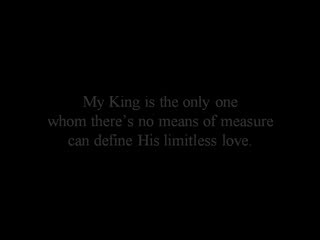 My King is the only one
whom there's no means of measure
can define His limitless love.